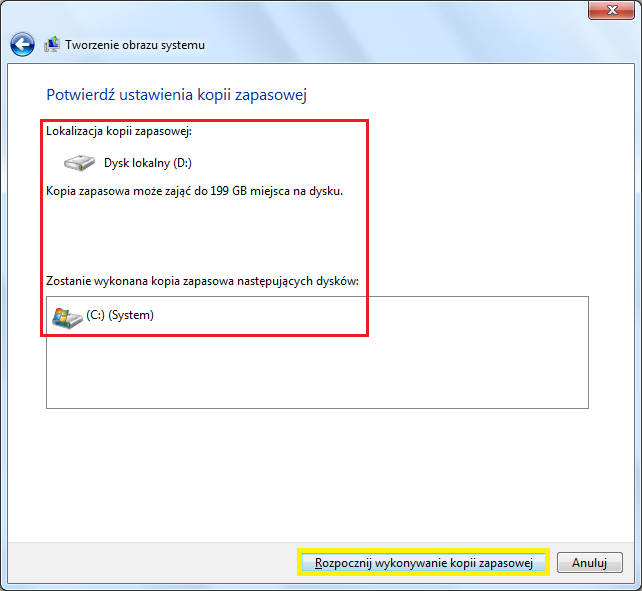 Tworzenie obrazu systemu
Potwierdź ustawienia kopii zapasowej
Lokalizacja kopii zapasowej:
Dysk lokalny (D:)
Kopia zapasowa może zająć do 199 GB miejsca na dysku.
Zostanie wykonana kopia zapasowa następujących dysków:
(C:) (System)
Rozpocznij wykonywanie kopii zapasowej
Anuluj